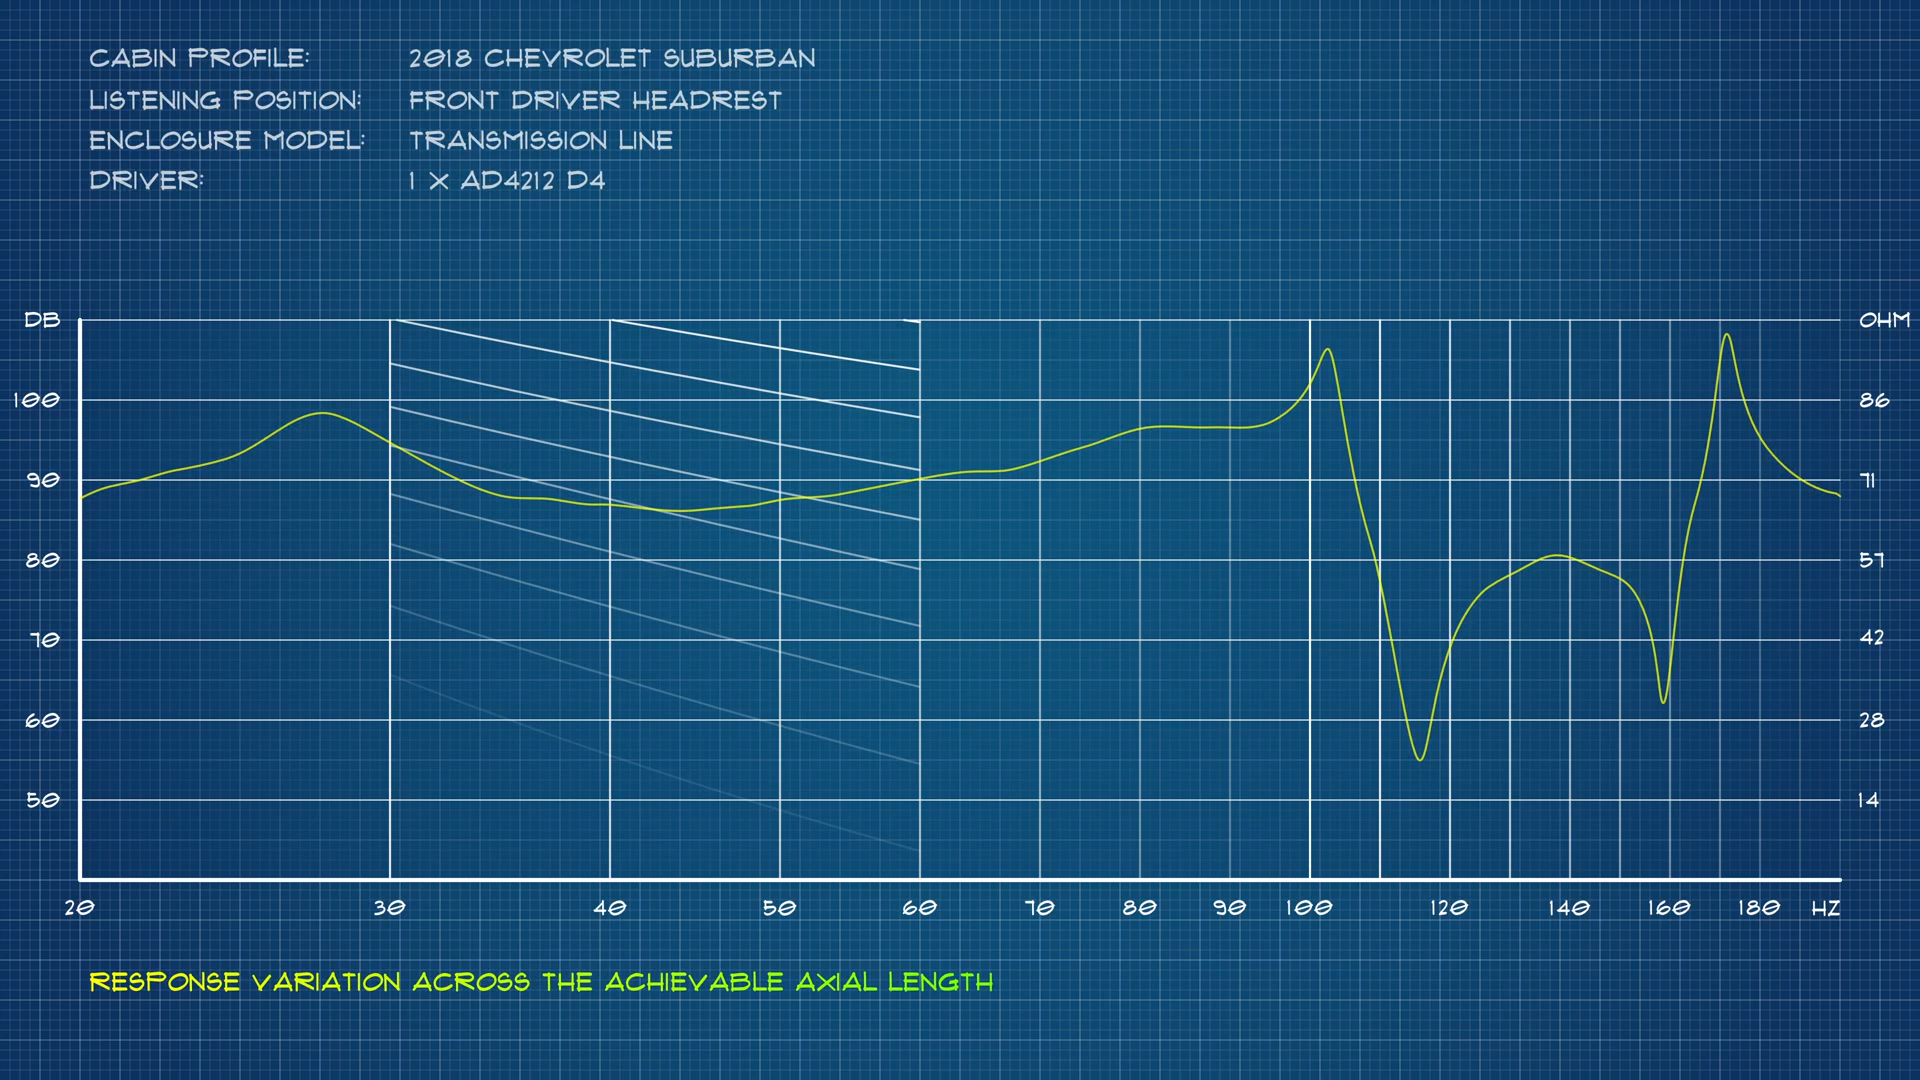 CABIN PROFILE: 2018 CHEVROLET SUBURBAN
LISTENING POSITION: FRONT DRIVER HEADREST
ENCLOSURE MODEL: TRANSMISSION LINE
DRIVER: 1 X AD4212 D4
DB OHM
100 86
90 71
80 57
70 42
60 28
50 14
20 30 40 50 60 70 80 90 100 120 140 160 180 HZ
RESPONSE VARIATION ACROSS THE ACHIEVABLE AXIAL LENGTH